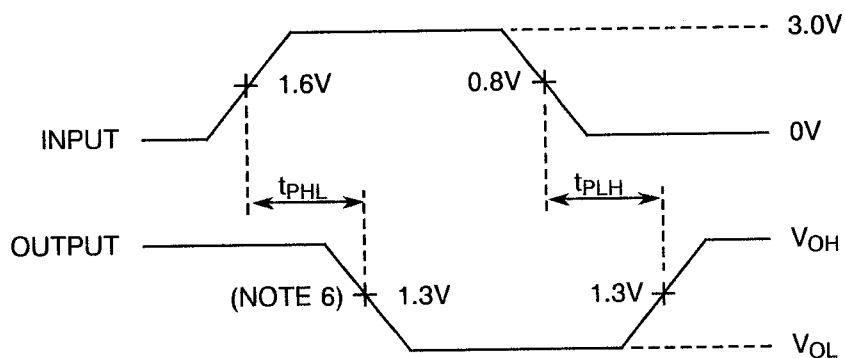 3.0V
1.6V
0.8V
INPUT
0V
tPHL
tPLH
OUTPUT
VOH
(NOTE 6)
1.3V
1.3V
VOL